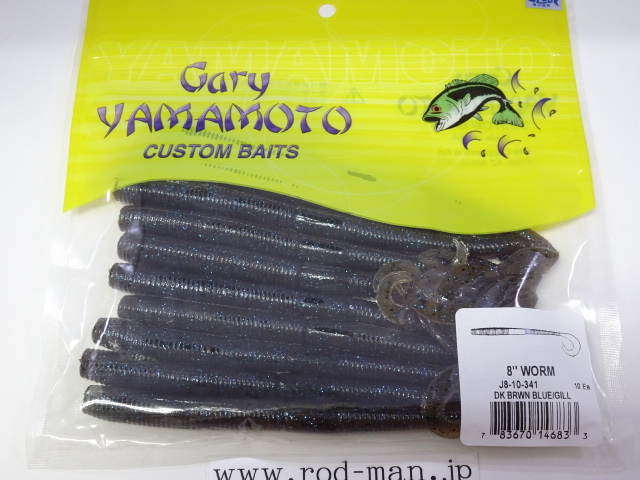 YAMAMOTO
Gary
YAMAMOTO
CUSTOM BAITS
8" WORM
J8-10-341 10 Ea
DK BRWN BLUE/GILL
7 83670 14683 3
www.rod-man.jp